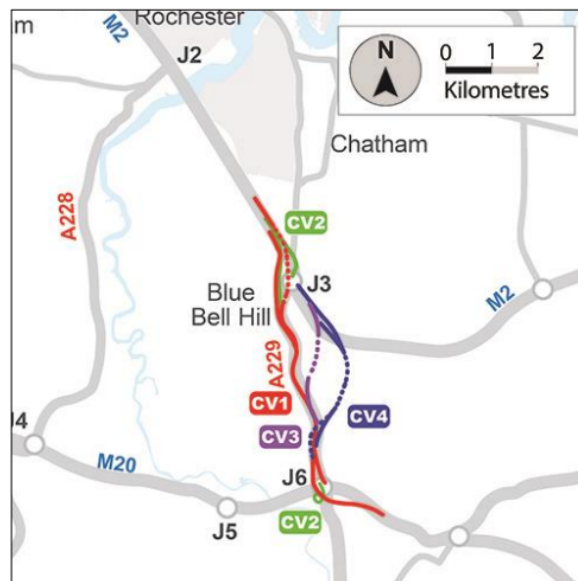 Rochester
m
M2
J2
N
0 1 2
Kilometres
Chatham
A228
CV2
J3
Blue
Bell Hill
M2
A229
CV1
CV4
CV3
J4
M20
J6
J5
CV2